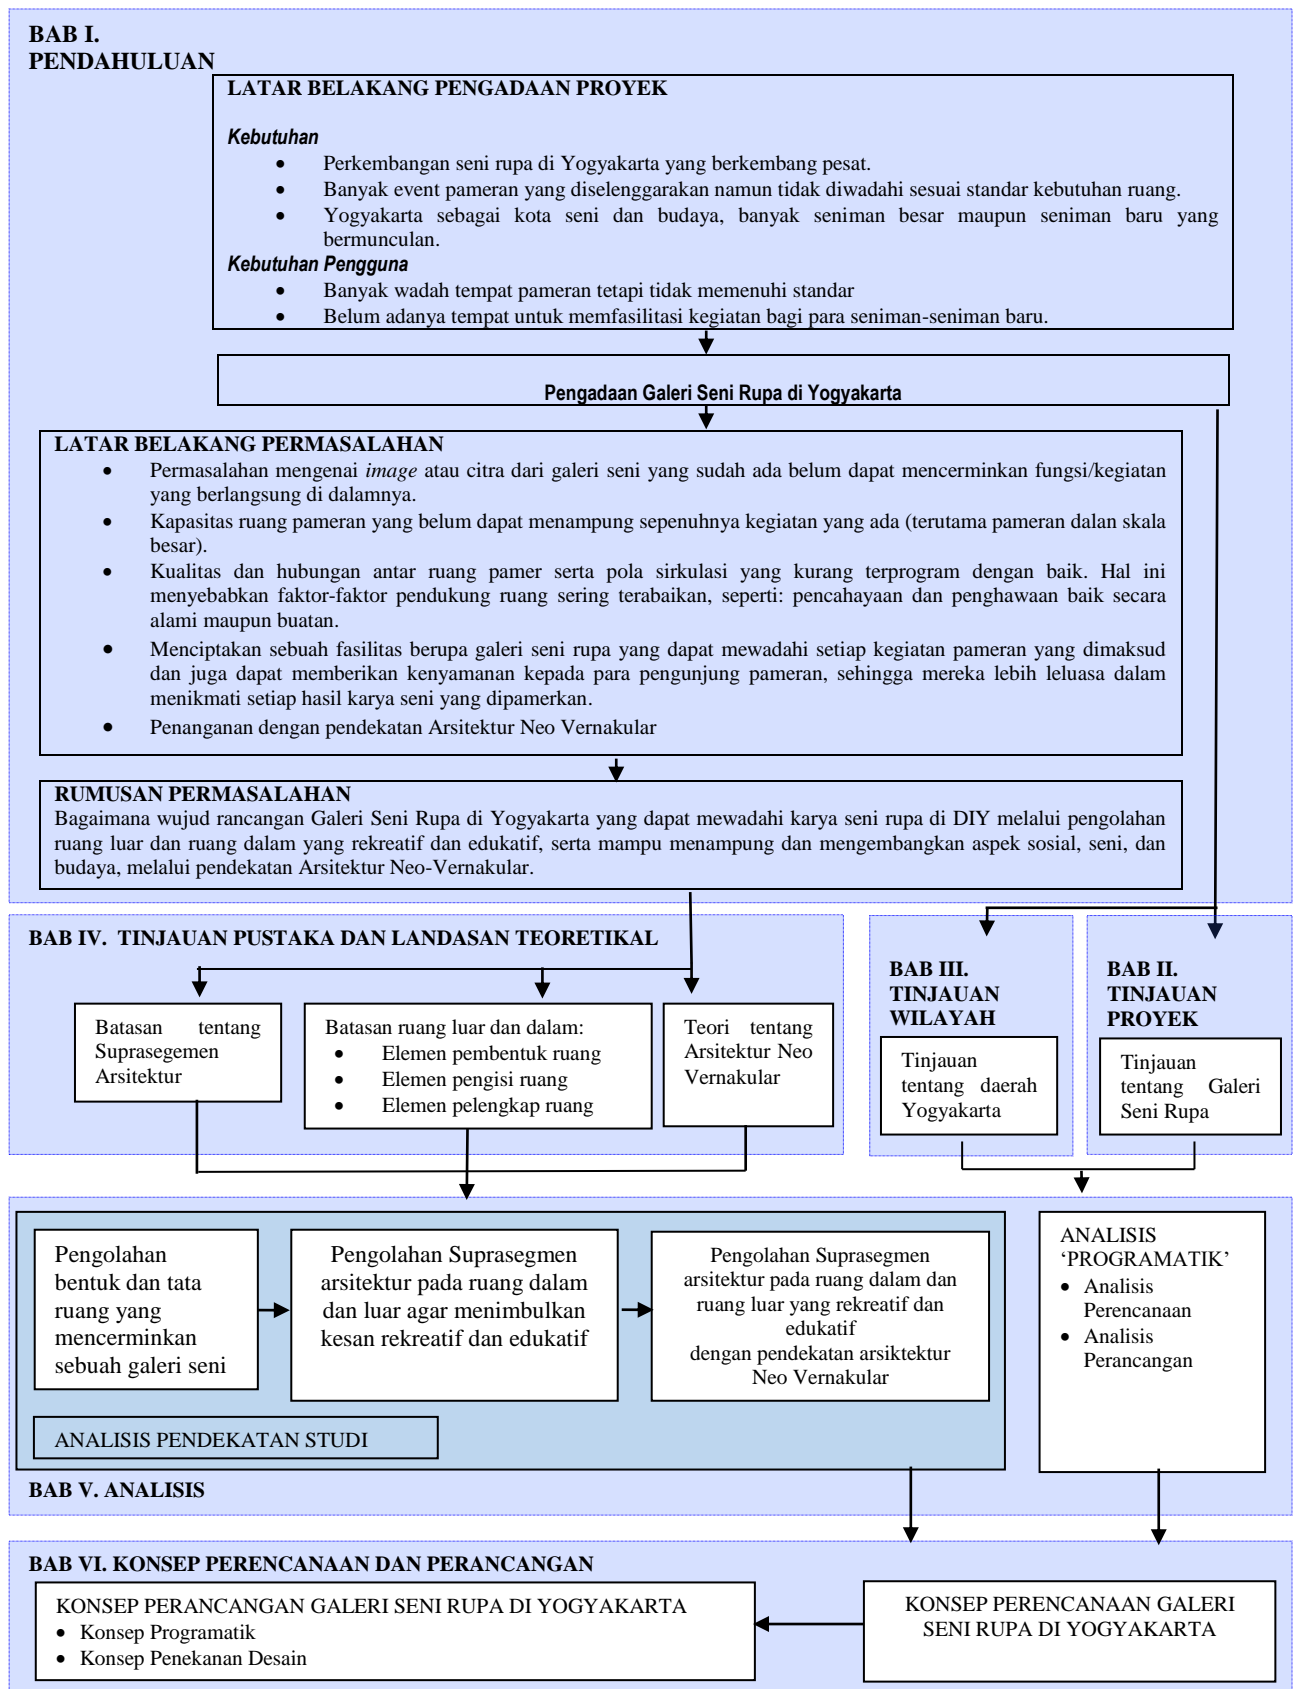 BAB I.
PENDAHULUAN
LATAR BELAKANG PENGADAAN PROYEK
Kebutuhan
• Perkembangan seni rupa di Yogyakarta yang berkembang pesat.
• Banyak event pameran yang diselenggarakan namun tidak diwadahi sesuai standar kebutuhan ruang.
• Yogyakarta sebagai kota seni dan budaya, banyak seniman besar maupun seniman baru yang
bermunculan.
Kebutuhan Pengguna
• Banyak wadah tempat pameran tetapi tidak memenuhi standar
• Belum adanya tempat untuk memfasilitasi kegiatan bagi para seniman-seniman baru.
Pengadaan Galeri Seni Rupa di Yogyakarta
LATAR BELAKANG PERMASALAHAN
• Permasalahan mengenai image atau citra dari galeri seni yang sudah ada belum dapat mencerminkan fungsi/kegiatan
yang berlangsung di dalamnya.
• Kapasitas ruang pameran yang belum dapat menampung sepenuhnya kegiatan yang ada (terutama pameran dalan skala
besar).
• Kualitas dan hubungan antar ruang pamer serta pola sirkulasi yang kurang terprogram dengan baik. Hal ini
menyebabkan faktor-faktor pendukung ruang sering terabaikan, seperti: pencahayaan dan penghawaan baik secara
alami maupun buatan.
• Menciptakan sebuah fasilitas berupa galeri seni rupa yang dapat mewadahi setiap kegiatan pameran yang dimaksud
dan juga dapat memberikan kenyamanan kepada para pengunjung pameran, sehingga mereka lebih leluasa dalam
menikmati setiap hasil karya seni yang dipamerkan.
• Penanganan dengan pendekatan Arsitektur Neo Vernakular
RUMUSAN PERMASALAHAN
Bagaimana wujud rancangan Galeri Seni Rupa di Yogyakarta yang dapat mewadahi karya seni rupa di DIY melalui pengolahan
ruang luar dan ruang dalam yang rekreatif dan edukatif, serta mampu menampung dan mengembangkan aspek sosial, seni, dan
budaya, melalui pendekatan Arsitektur Neo-Vernakular.
BAB IV. TINJAUAN PUSTAKA DAN LANDASAN TEORETIKAL
Batasan tentang
Suprasegemen
Arsitektur
Batasan ruang luar dan dalam:
• Elemen pembentuk ruang
• Elemen pengisi ruang
• Elemen pelengkap ruang
Teori tentang
Arsitektur Neo
Vernakular
BAB III.
TINJAUAN
WILAYAH
Tinjauan
tentang daerah
Yogyakarta
BAB II.
TINJAUAN
PROYEK
Tinjauan
tentang Galeri
Seni Rupa
Pengolahan
bentuk dan tata
ruang yang
mencerminkan
sebuah galeri seni
Pengolahan Suprasegmen
arsitektur pada ruang dalam
dan luar agar menimbulkan
kesan rekreatif dan edukatif
Pengolahan Suprasegmen
arsitektur pada ruang dalam dan
ruang luar yang rekreatif dan
edukatif
dengan pendekatan arsiktektur
Neo Vernakular
ANALISIS
‘PROGRAMATIK’
• Analisis
Perencanaan
• Analisis
Perancangan
ANALISIS PENDEKATAN STUDI
BAB V. ANALISIS
BAB VI. KONSEP PERENCANAAN DAN PERANCANGAN
KONSEP PERANCANGAN GALERI SENI RUPA DI YOGYAKARTA
• Konsep Programatik
• Konsep Penekanan Desain
KONSEP PERENCANAAN GALERI
SENI RUPA DI YOGYAKARTA